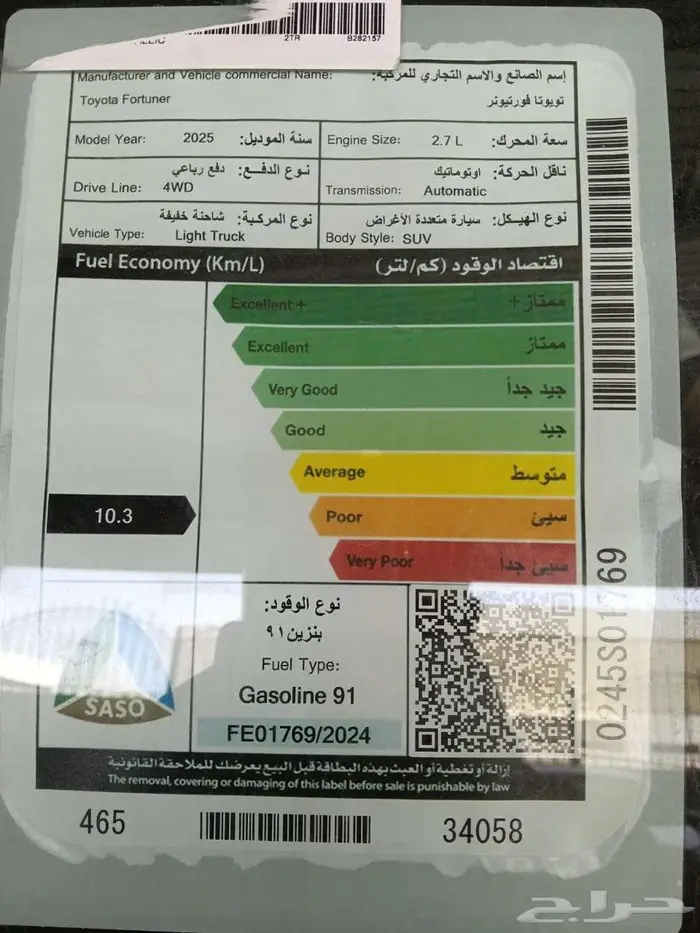 2TR B282157
Manufacturer and Vehicle commercial Name: إسم الصانع والاسم التجاري للمركبة:
Toyota Fortuner تويوتا فورتيونر
Model Year: 2025 سنة الموديل: Engine Size: 2.7 L سعة المحرك:
نوع الدفع: دفع رباعي
Drive Line: 4WD
ناقل الحركة: اوتوماتيك
Transmission: Automatic
نوع المركبة: شاحنة خفيفة
Vehicle Type: Light Truck
نوع الهيكل: سيارة متعددة الأغراض
Body Style: SUV
Fuel Economy (Km/L) اقتصاد الوقود (كم/لتر)
Excellent + ممتاز +
Excellent ممتاز
Very Good جيد جداً
Good جيد
Average متوسط
10.3
Poor سيئ
Very Poor سيئ جداً
نوع الوقود:
بنزين ٩١
Fuel Type:
Gasoline 91
FE01769/2024
SASO
0245S01769
إزالة أو تغطية أو العبث بهذه البطاقة قبل البيع يعرضك للملاحقة القانونية
The removal, covering or damaging of this label before sale is punishable by law
465 34058
حراج